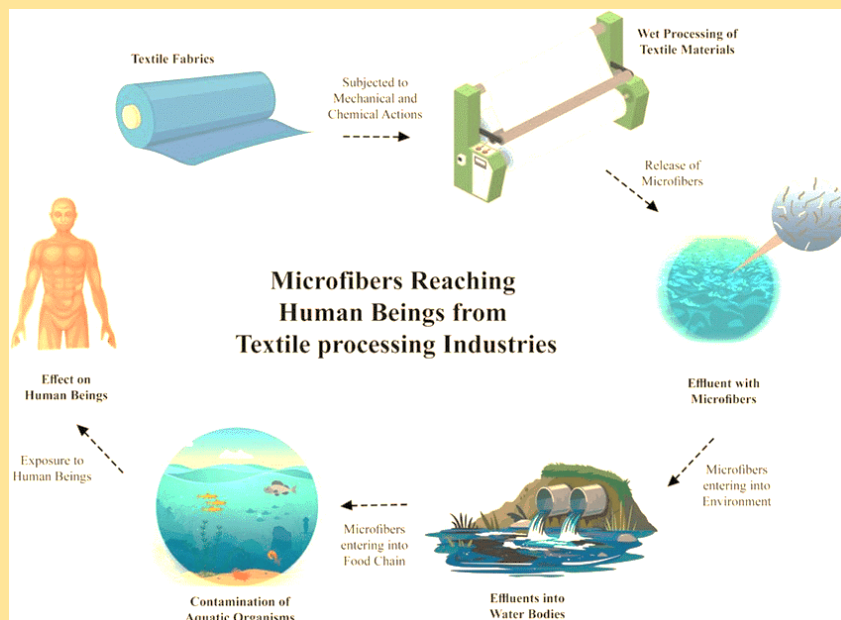 Textile Fabrics
Subjected to
Mechanical and
Chemical Actions
Wet Processing of
Textile Materials
Release of
Microfibers
Microfibers Reaching
Human Beings from
Textile processing Industries
Effluent with
Microfibers
Microfibers
entering into
Environment
Effluents into
Water Bodies
Microfibers
entering into
Food Chain
Contamination of
Aquatic Organisms
Exposure to
Human Beings
Effect on
Human Beings